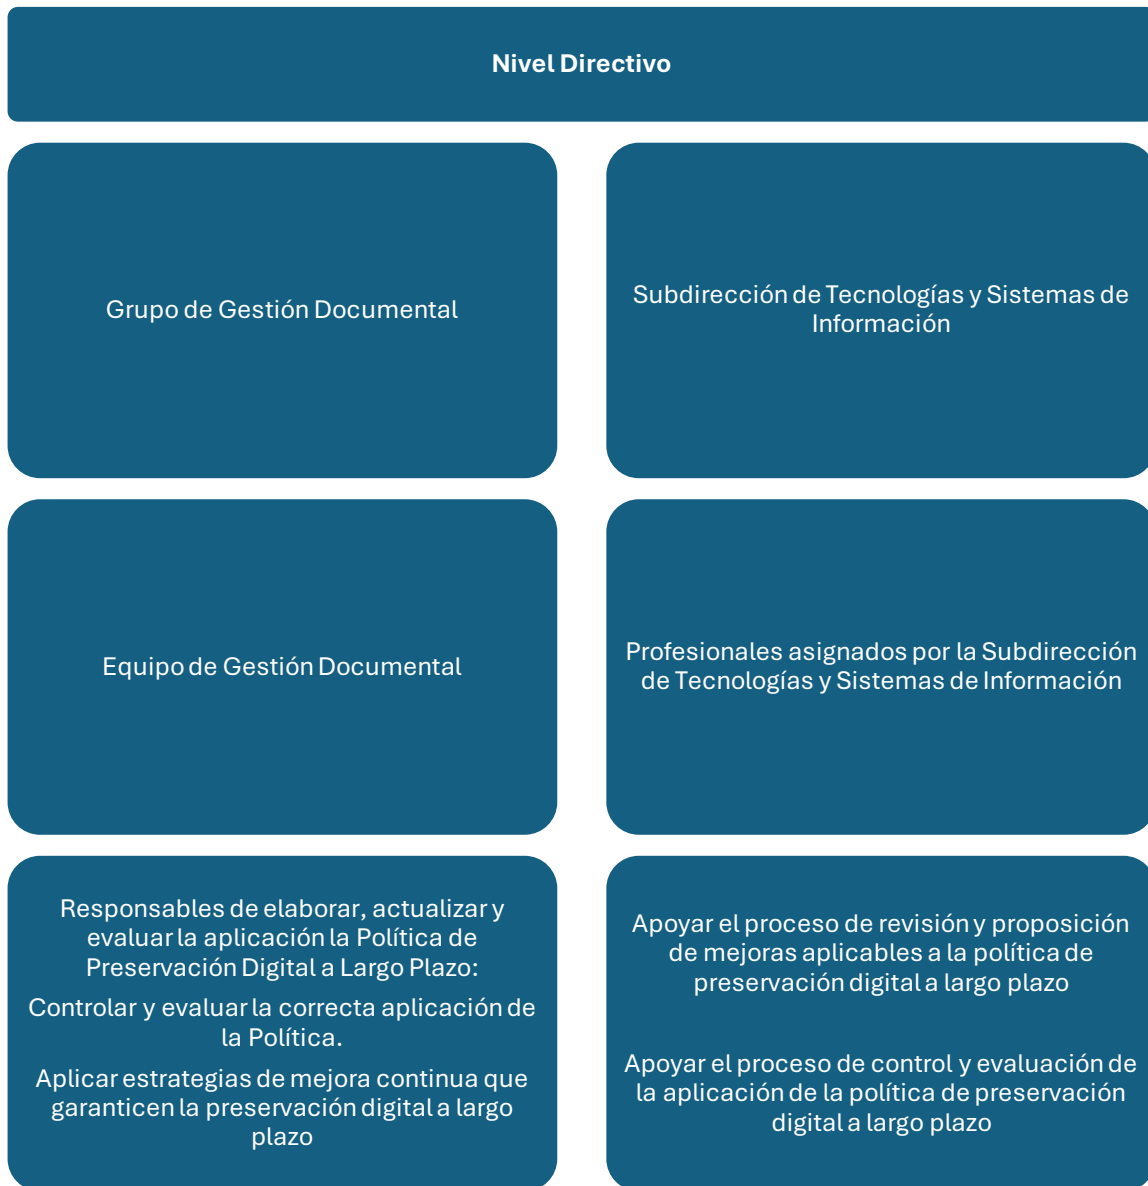 Nivel Directivo
Grupo de Gestión Documental
Subdirección de Tecnologías y Sistemas de
Información
Equipo de Gestión Documental
Profesionales asignados por la Subdirección
de Tecnologías y Sistemas de Información
Responsables de elaborar, actualizar y
evaluar la aplicación la Política de
Preservación Digital a Largo Plazo:
Controlar y evaluar la correcta aplicación de
la Política.
Aplicar estrategias de mejora continua que
garanticen la preservación digital a largo
plazo
Apoyar el proceso de revisión y proposición
de mejoras aplicables a la política de
preservación digital a largo plazo
Apoyar el proceso de control y evaluación de
la aplicación de la política de preservación
digital a largo plazo